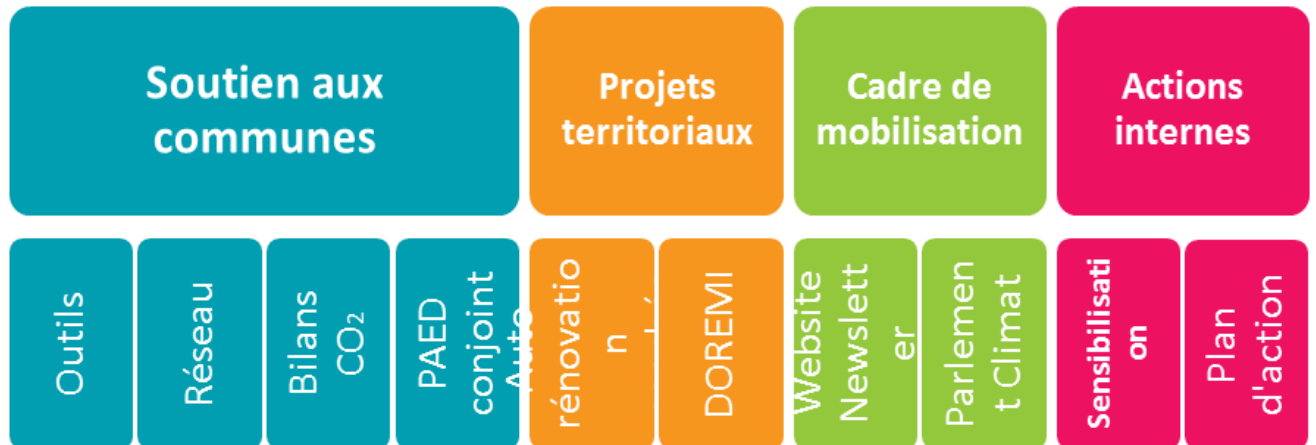 Soutien aux
communes
Projets
territoriaux
Cadre de
mobilisation
Actions
internes
Outils
Réseau
Bilans
CO₂
PAED
conjoint
Auto
rénovatio
n
DOREMI
Website
Newslett
er
Parlemen
t Climat
Sensibilisati
on
Plan
d'action